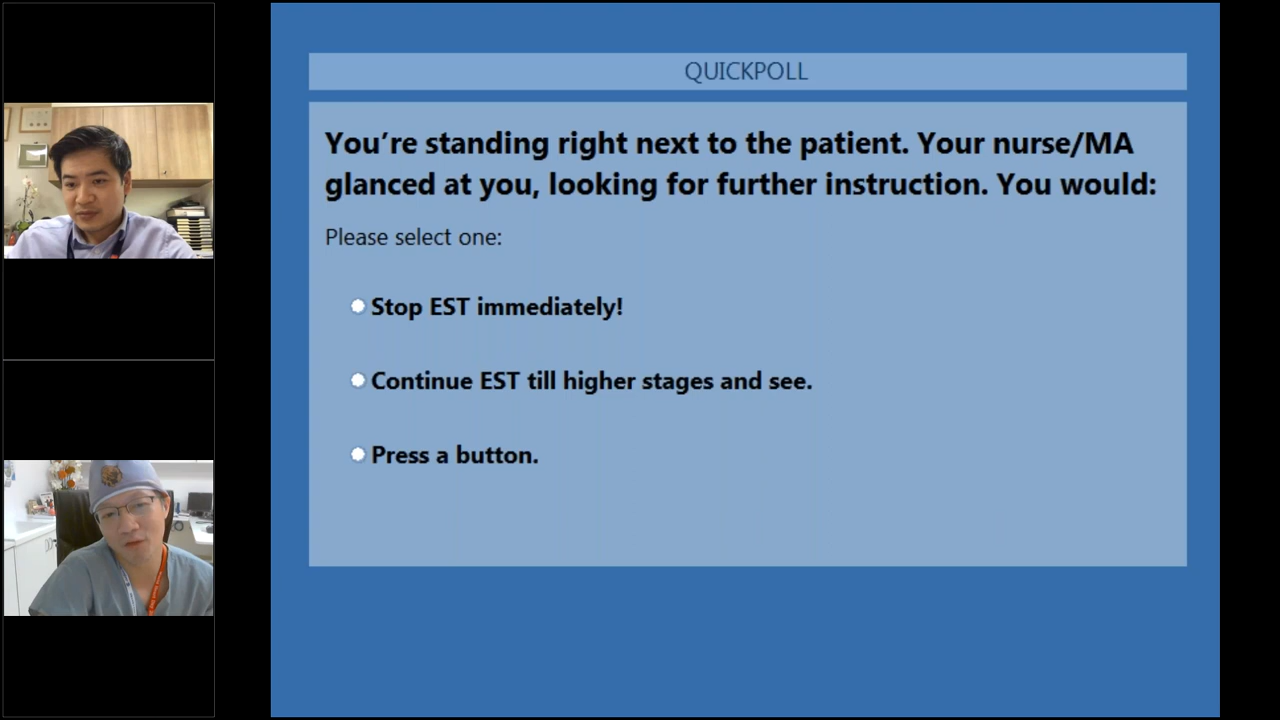 QUICKPOLL
You’re standing right next to the patient. Your nurse/MA
glanced at you, looking for further instruction. You would:
Please select one:
Stop EST immediately!
Continue EST till higher stages and see.
Press a button.